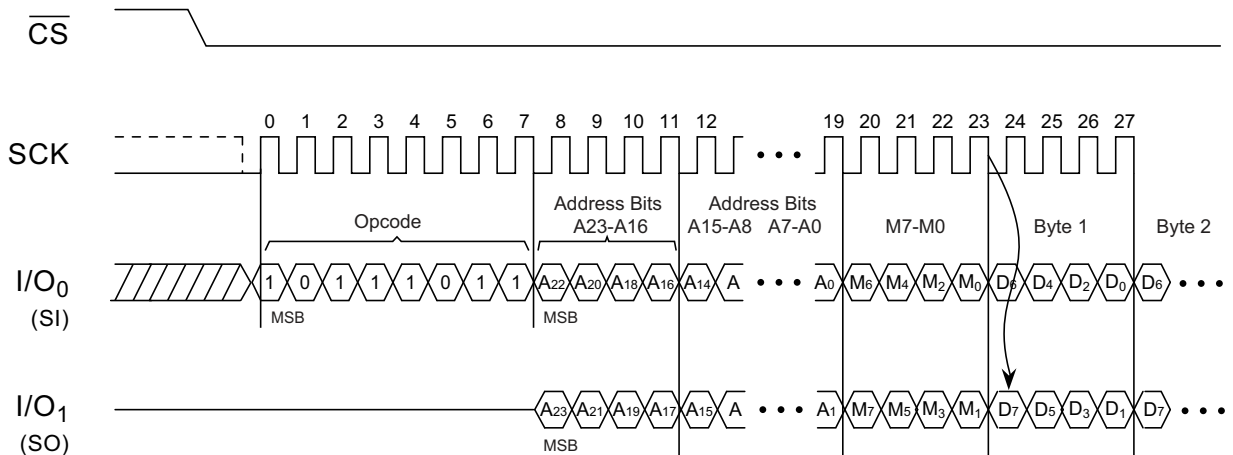 CS
0 1 2 3 4 5 6 7 8 9 10 11 12 19 20 21 22 23 24 25 26 27
SCK
Opcode
Address Bits
A23-A16
Address Bits
A15-A8 A7-A0
M7-M0
Byte 1
Byte 2
I/O0
(SI)
1 0 1 1 1 0 1 1 A22 A20 A18 A16 A14 A A0 M6 M4 M2 M0 D6 D4 D2 D0 D6
MSB MSB
I/O1
(SO)
A23 A21 A19 A17 A15 A A1 M7 M5 M3 M1 D7 D5 D3 D1 D7
MSB